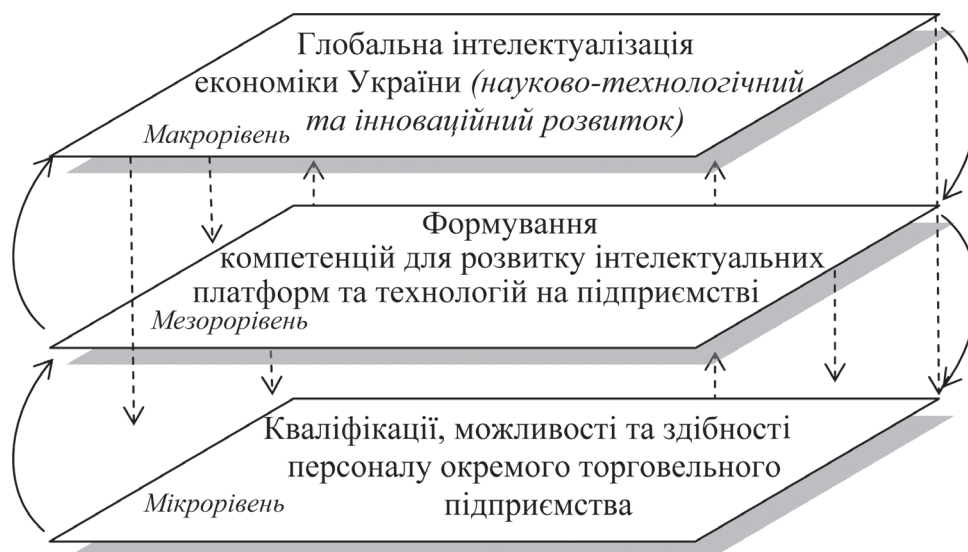 Глобальна інтелектуалізація
економіки України (науково-технологічний
та інноваційний розвиток)
Макрорівень
Формування
компетенцій для розвитку інтелектуальних
платформ та технологій на підприємстві
Мезорорівень
Кваліфікації, можливості та здібності
персоналу окремого торговельного
підприємства
Мікрорівень